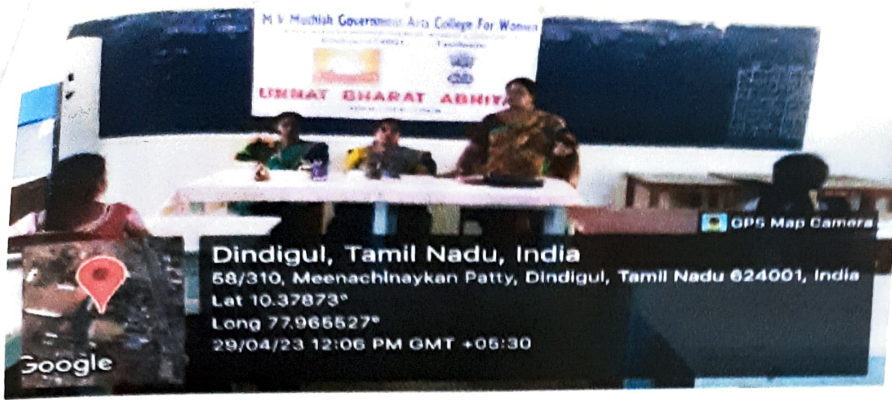 M V Muthiah Government Arts College For Women
UNNAT BHARAT ABHIYA
GPS Map Camera
Dindigul, Tamil Nadu, India
58/310, Meenachinaykan Patty, Dindigul, Tamil Nadu 624001, India
Lat 10.37873°
Long 77.965527°
29/04/23 12:06 PM GMT +05:30
Google